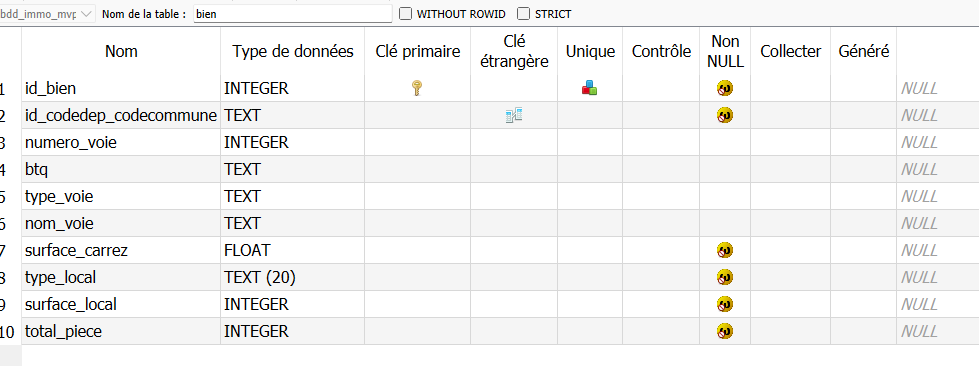 bdd_immo_mvp Nom de la table : bien WITHOUT ROWID STRICT
Nom Type de données Clé primaire Clé étrangère Unique Contrôle Non NULL Collecter Généré
1 id_bien INTEGER NULL
2 id_codedep_codecommune TEXT NULL
3 numero_voie INTEGER NULL
4 btq TEXT NULL
5 type_voie TEXT NULL
6 nom_voie TEXT NULL
7 surface_carrez FLOAT NULL
8 type_local TEXT (20) NULL
9 surface_local INTEGER NULL
10 total_piece INTEGER NULL